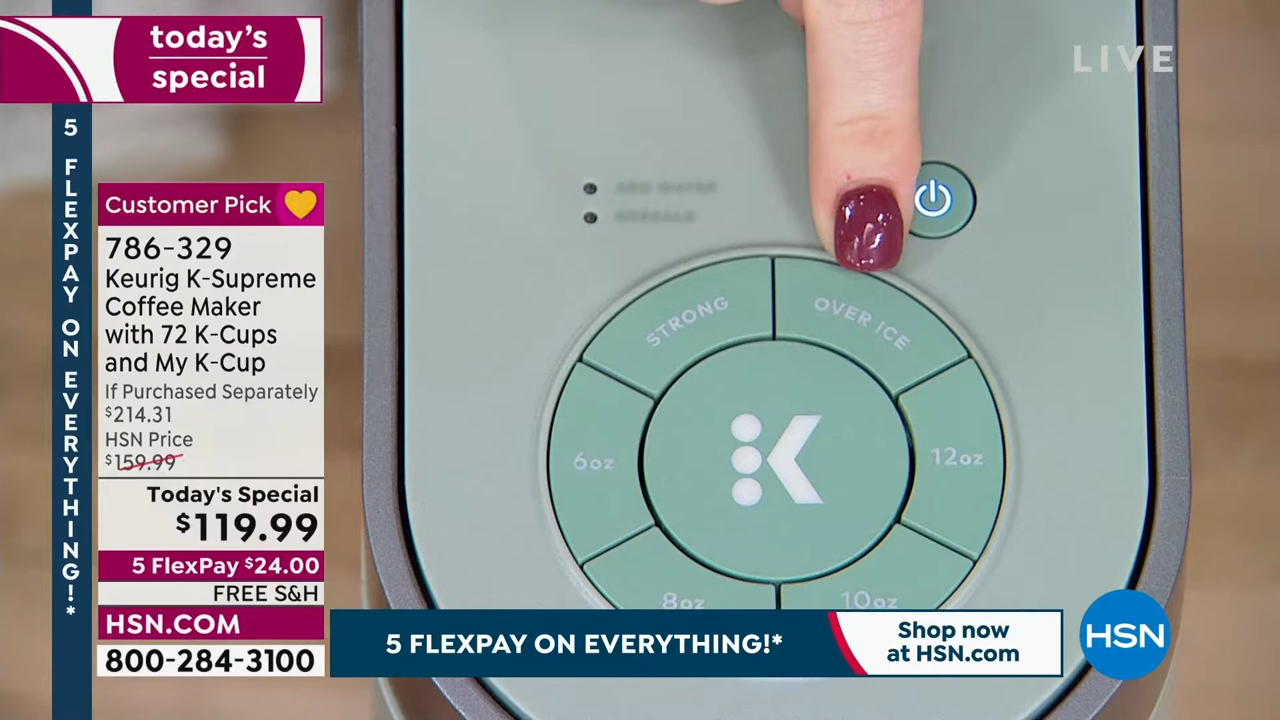 today's
special
LIVE
5 FLEXPAY ON EVERYTHING!*
Customer Pick
786-329
Keurig K-Supreme
Coffee Maker
with 72 K-Cups
and My K-Cup
If Purchased Separately
$214.31
HSN Price
$159.99
Today's Special
$119.99
5 FlexPay $24.00
FREE S&H
HSN.COM
800-284-3100
ADD WATER
DESCALE
STRONG
OVER ICE
6oz
K
12oz
8oz
10oz
5 FLEXPAY ON EVERYTHING!*
Shop now
at HSN.com
HSN